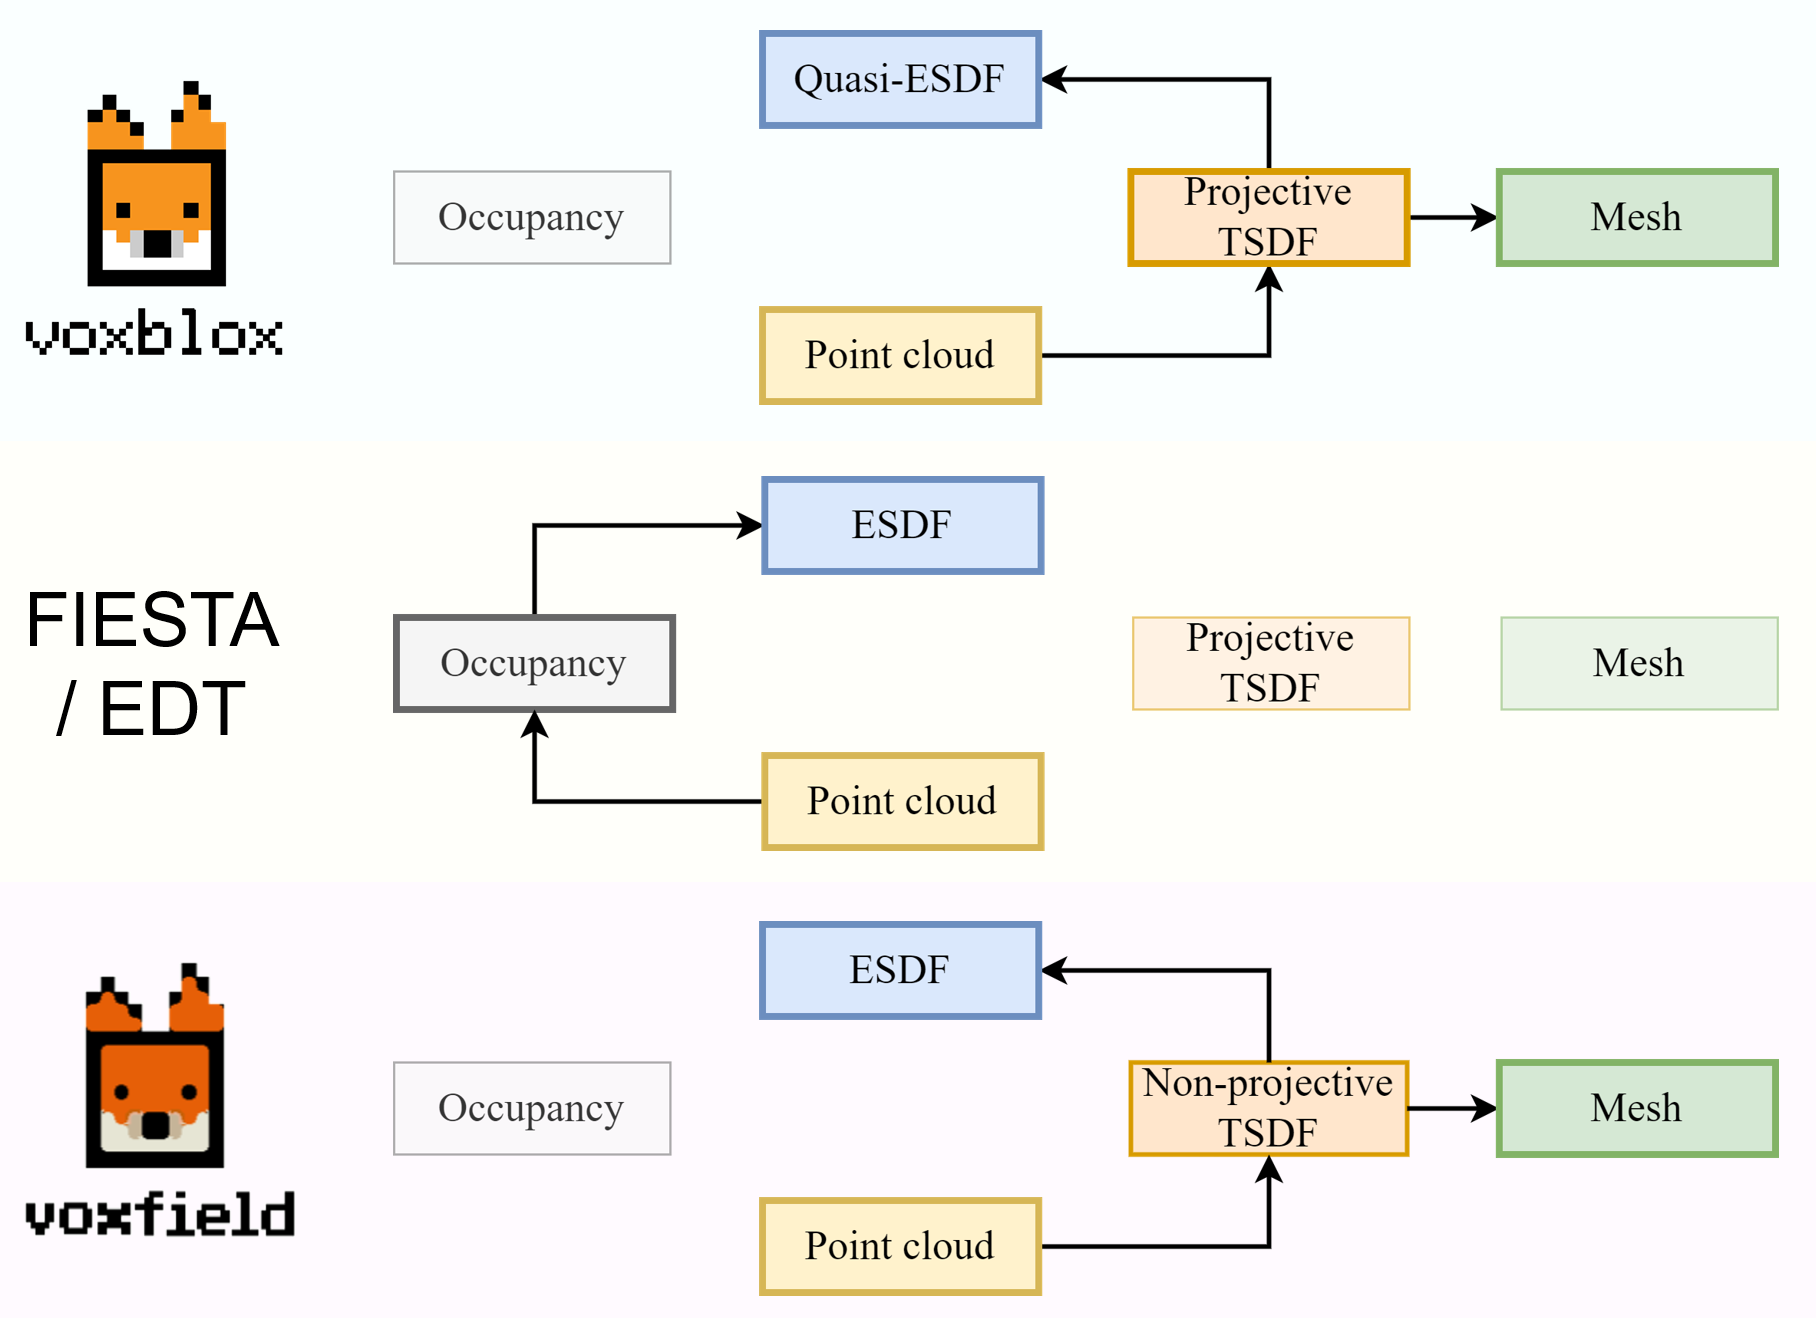 Quasi-ESDF
Occupancy
Projective
TSDF
Mesh
Point cloud
voxblox
ESDF
FIESTA
/ EDT
Occupancy
Projective
TSDF
Mesh
Point cloud
ESDF
Occupancy
Non-projective
TSDF
Mesh
Point cloud
voxfield